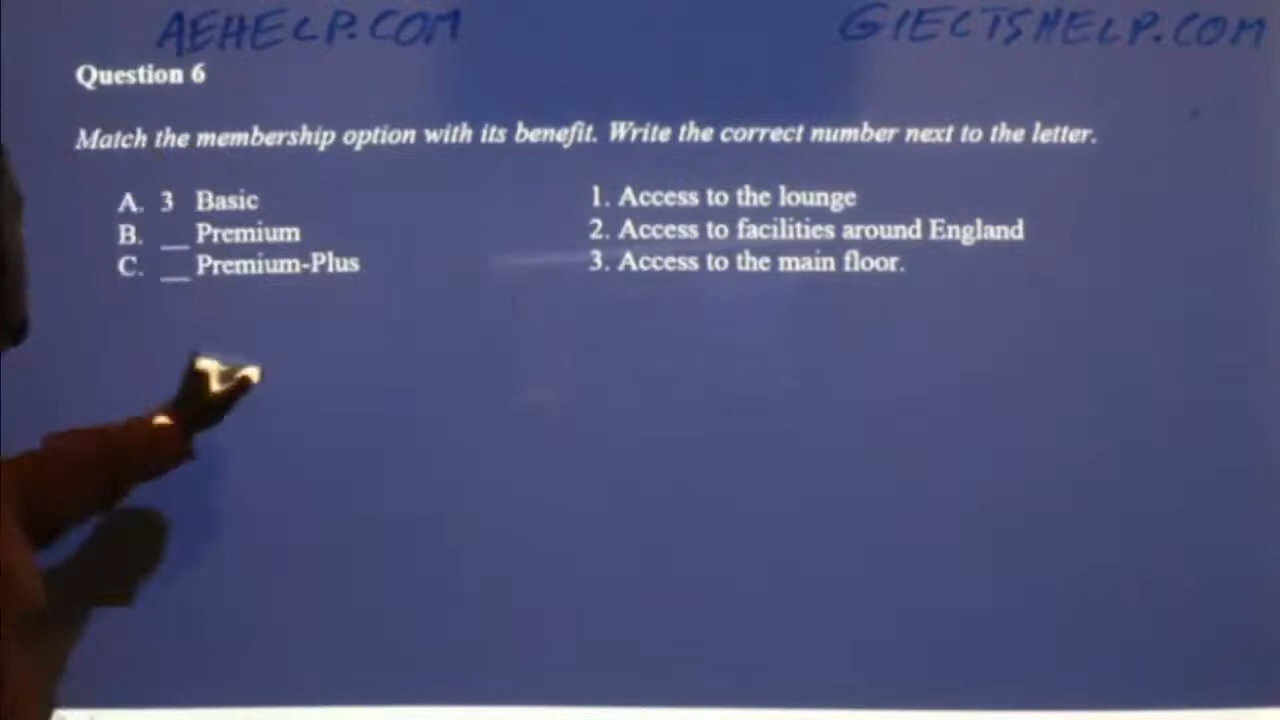 AEHELP.COM GIELTSHELP.COM
Question 6
Match the membership option with its benefit. Write the correct number next to the letter.
A. 3 Basic 1. Access to the lounge
B. __ Premium 2. Access to facilities around England
C. __ Premium-Plus 3. Access to the main floor.